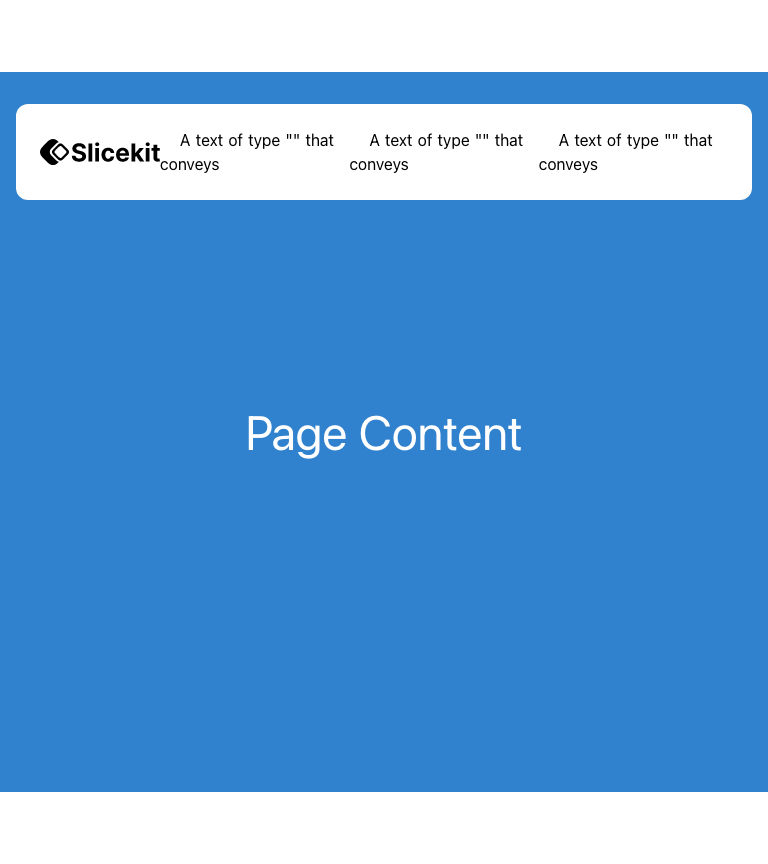 Slicekit
A text of type "" that
conveys
A text of type "" that
conveys
A text of type "" that
conveys
Page Content